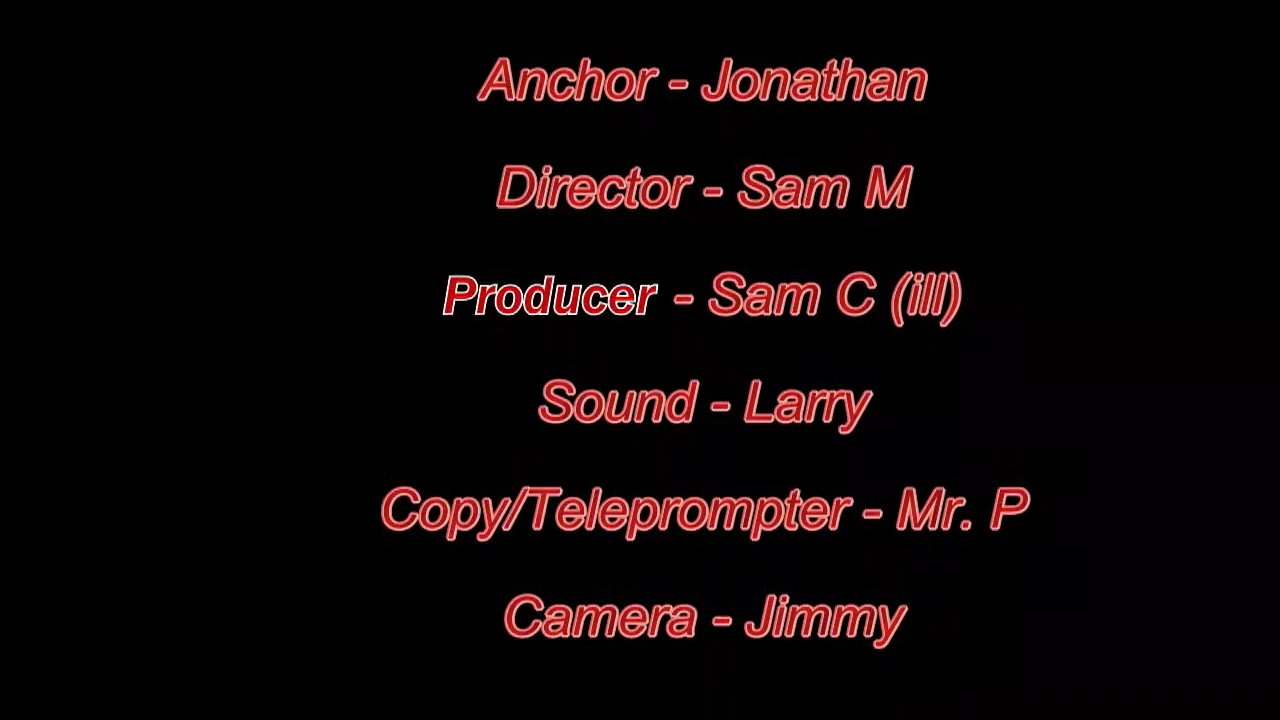 Anchor - Jonathan
Director - Sam M
Producer - Sam C (ill)
Sound - Larry
Copy/Teleprompter - Mr. P
Camera - Jimmy